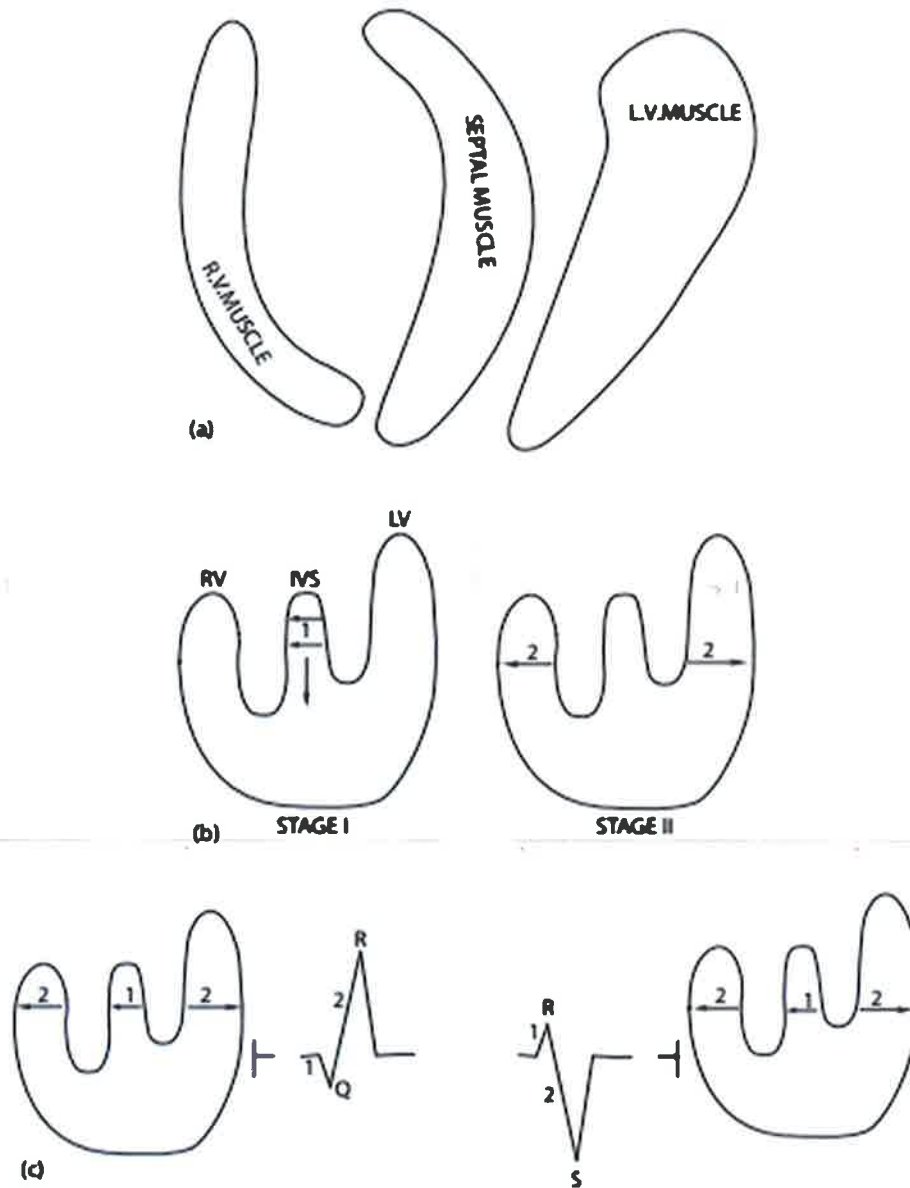 R.V.MUSCLE
SEPTAL MUSCLE
L.V.MUSCLE
(a)
RV
IVS
LV
1
2
2
(b)
STAGE I
STAGE II
2
1
2
1
Q
2
R
R
1
2
S
2
1
2
(c)